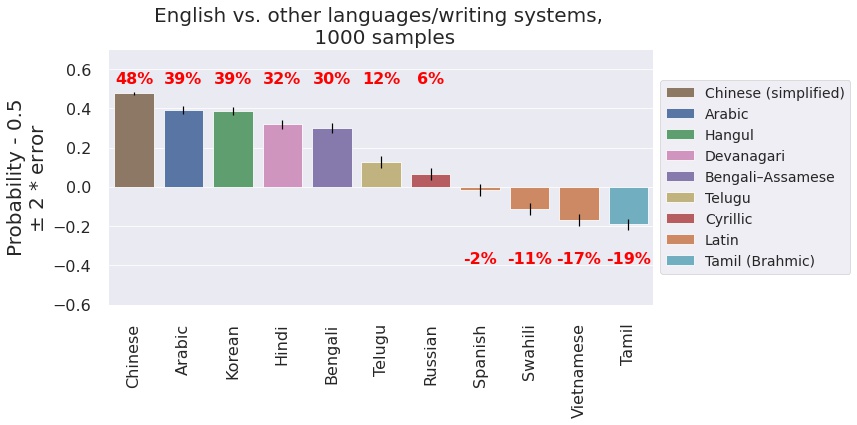 English vs. other languages/writing systems,
1000 samples
Probability - 0.5
± 2 * error
0.6
0.4
0.2
0.0
−0.2
−0.4
−0.6
48% 39% 39% 32% 30% 12% 6%
-2% -11% -17% -19%
Chinese
Arabic
Korean
Hindi
Bengali
Telugu
Russian
Spanish
Swahili
Vietnamese
Tamil
Chinese (simplified)
Arabic
Hangul
Devanagari
Bengali–Assamese
Telugu
Cyrillic
Latin
Tamil (Brahmic)